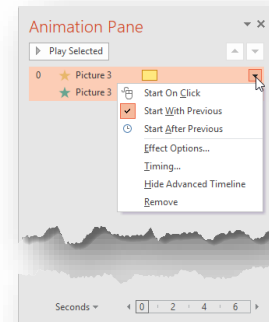 Animation Pane
Play Selected
0 Picture 3
Picture 3
Start On Click
Start With Previous
Start After Previous
Effect Options...
Timing...
Hide Advanced Timeline
Remove
Seconds 0 2 4 6